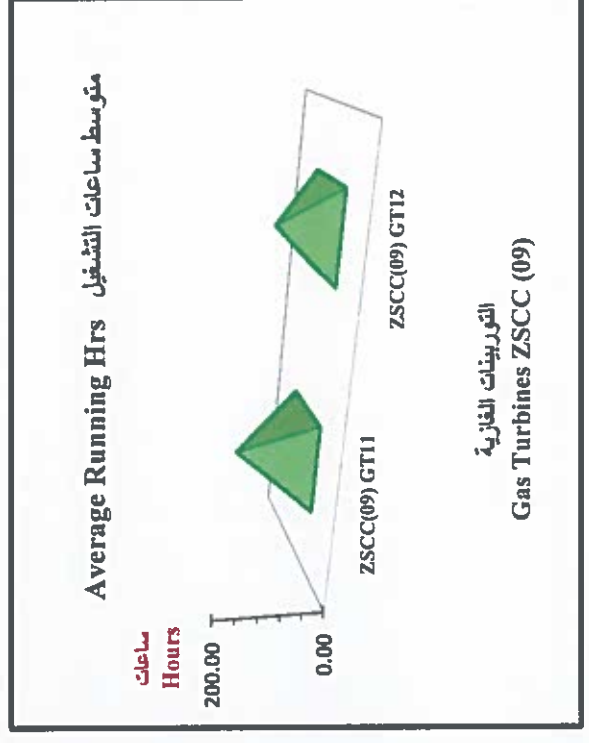 Average Running Hrs متوسط ساعات التشغيل
ساعات
Hours
200.00
0.00
ZSCC(09) GT11
ZSCC(09) GT12
التوربينات الغازية
Gas Turbines ZSCC (09)